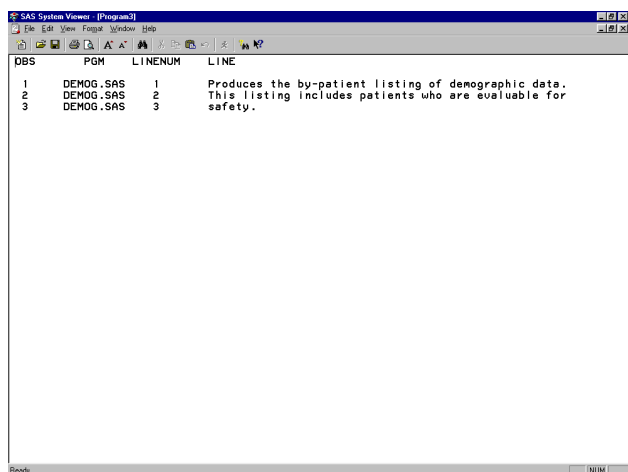 SAS System Viewer - [Program3]
File Edit View Format Window Help
OBS PGM LINENUM LINE
1 DEMOG.SAS 1 Produces the by-patient listing of demographic data.
2 DEMOG.SAS 2 This listing includes patients who are evaluable for
3 DEMOG.SAS 3 safety.
Ready NUM